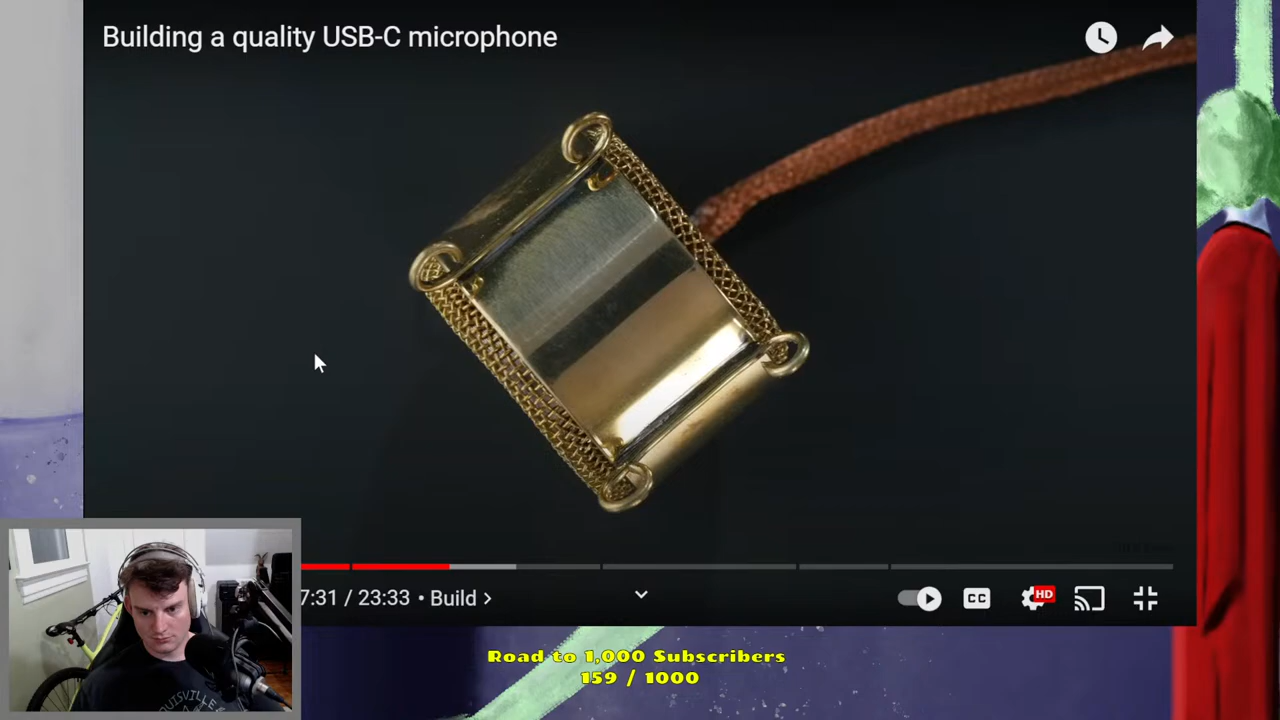 Building a quality USB-C microphone
7:31 / 23:33 • Build >
CC
HD
Road to 1,000 Subscribers
159 / 1000